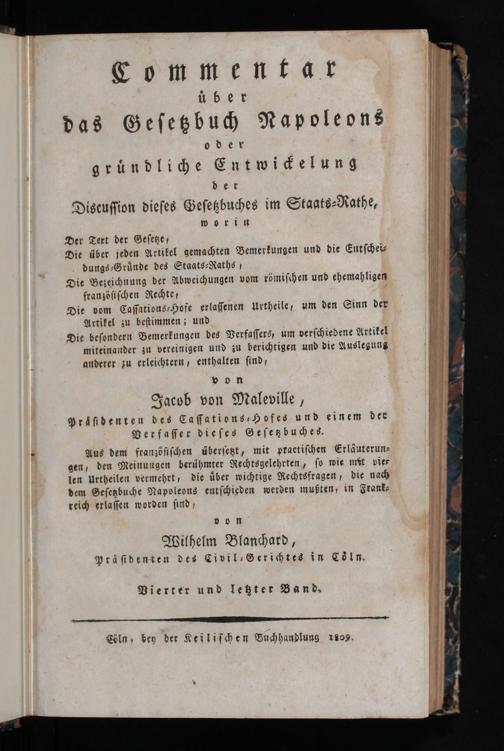 Commentar
über
das Gesetzbuch Napoleons
oder
gründliche Entwickelung
der
Discussion dieses Gesetzbuches im Staats-Rathe,
worin
Der Text der Gesetze,
Die über jeden Artikel gemachten Bemerkungen und die Entschei-
dungs-Gründe des Staats-Raths,
Die Bezeichnung der Abweichungen vom römischen und ehemahligen
französischen Rechte,
Die vom Cassations-Hofe erlassenen Urtheile, um den Sinn der
Artikel zu bestimmen; und
Die besondern Bemerkungen des Verfassers, um verschiedene Artikel
miteinander zu vereinigen und zu berichtigen und die Auslegung
anderer zu erleichtern, enthalten sind,
von
Jacob von Maleville,
Präsidenten des Cassations-Hofes und einem der
Verfasser dieses Gesetzbuches.
Aus dem französischen übersetzt, mit practischen Erläuterun-
gen, den Meinungen berühmter Rechtsgelehrten, so wie mit vie-
len Urtheilen vermehrt, die über wichtige Rechtsfragen, die nach
dem Gesetzbuche Napoleons entschieden werden mußten, in Frank-
reich erlassen worden sind,
von
Wilhelm Blanchard,
Präsidenten des Civil-Gerichtes in Cöln.
Vierter und letzter Band.
Cöln, bey der Keilischen Buchhandlung 1809.